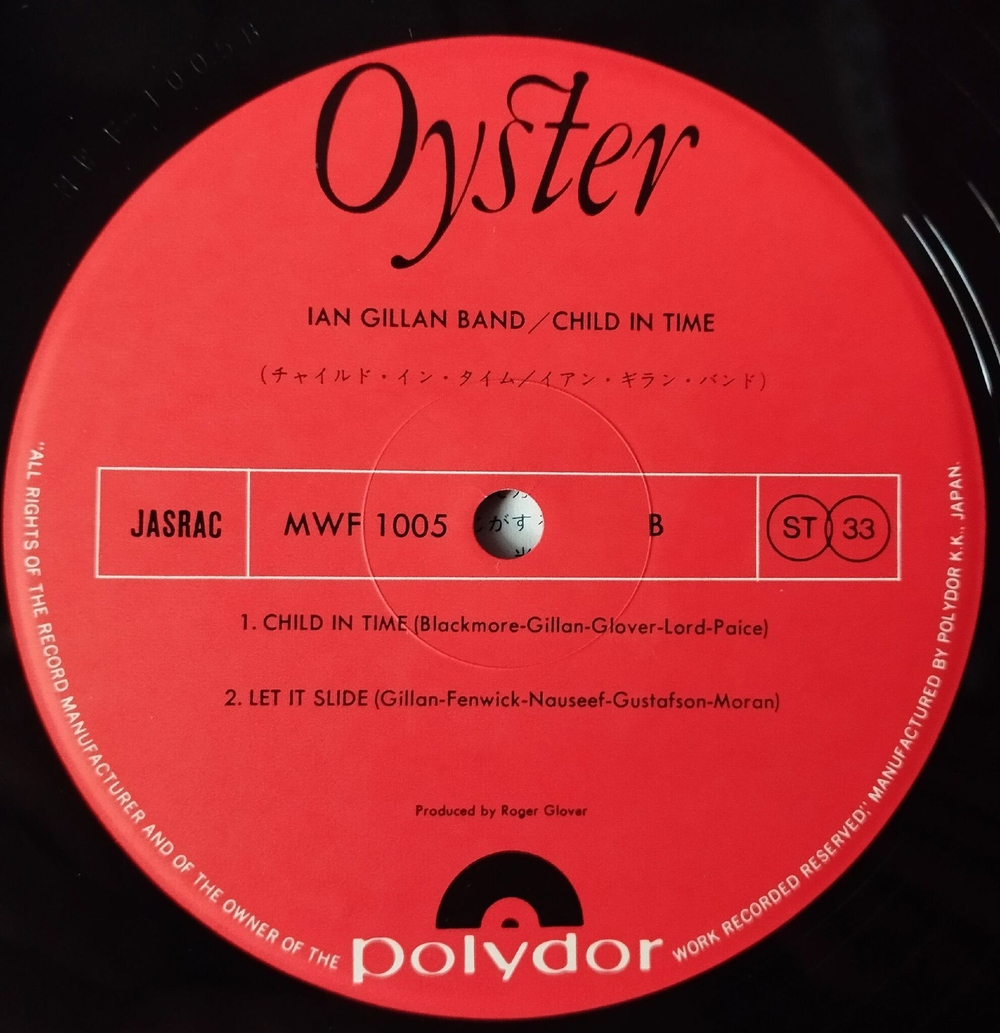 Oyster
IAN GILLAN BAND／CHILD IN TIME
(チャイルド・イン・タイム／イアン・ギラン・バンド)
JASRAC MWF 1005 B ST 33
がす
1. CHILD IN TIME (Blackmore-Gillan-Glover-Lord-Paice)
2. LET IT SLIDE (Gillan-Fenwick-Nauseef-Gustafson-Moran)
Produced by Roger Glover
polydor
"ALL RIGHTS OF THE RECORD MANUFACTURER AND OF THE OWNER OF THE WORK RECORDED RESERVED," MANUFACTURED BY POLYDOR K.K., JAPAN.